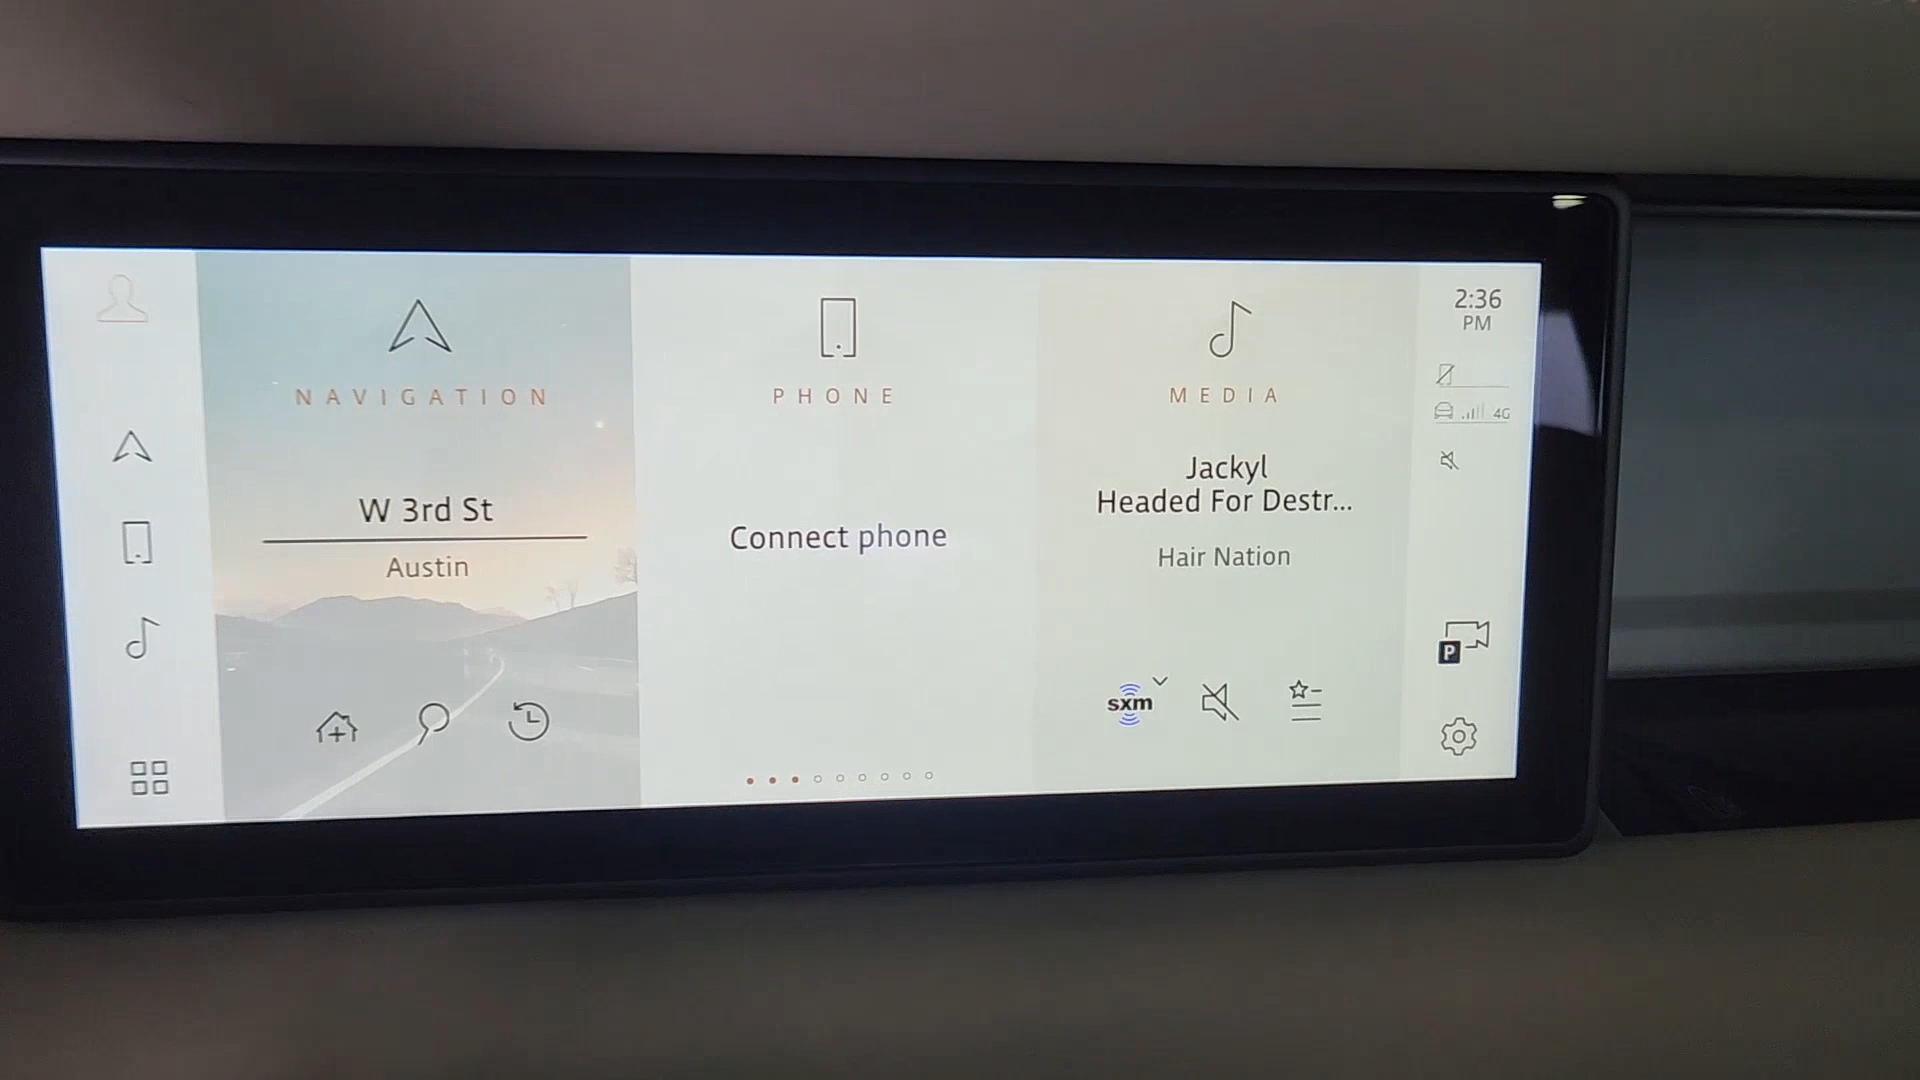 NAVIGATION
W 3rd St
Austin
PHONE
Connect phone
MEDIA
Jackyl
Headed For Destr...
Hair Nation
sxm
2:36
PM
4G
P